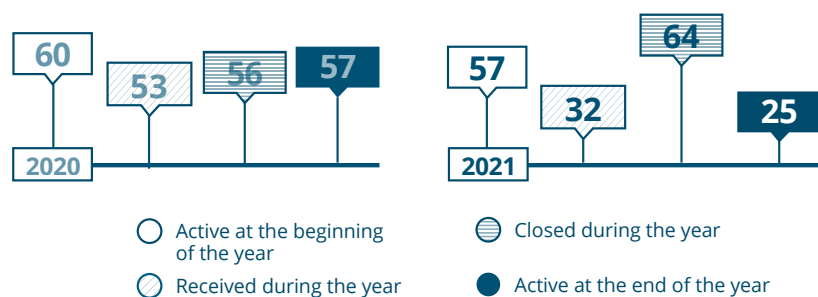 60
53
56
57
2020
57
32
64
25
2021
Active at the beginning
of the year
Received during the year
Closed during the year
Active at the end of the year